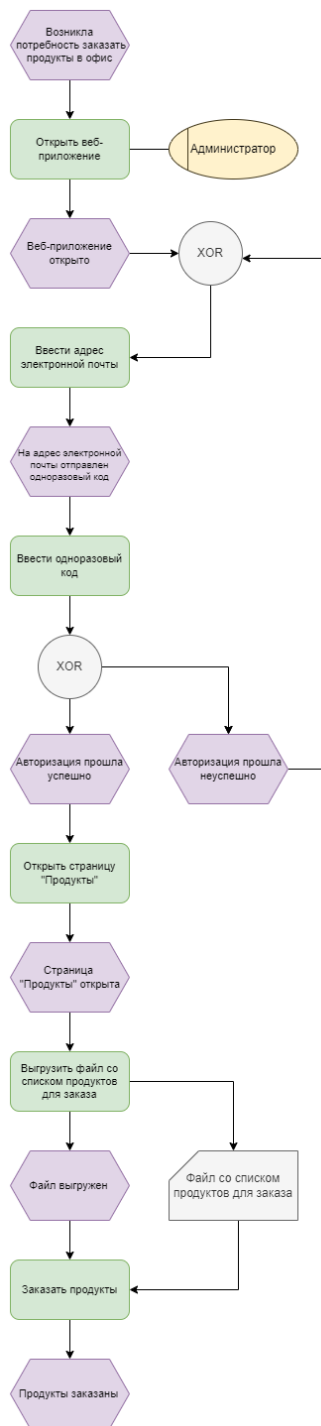 Возникла
потребность заказать
продукты в офис
Открыть веб-
приложение
Администратор
Веб-приложение
открыто
XOR
Ввести адрес
электронной почты
На адрес электронной
почты отправлен
одноразовый код
Ввести одноразовый
код
XOR
Авторизация прошла
успешно
Авторизация прошла
неуспешно
Открыть страницу
"Продукты"
Страница
"Продукты" открыта
Выгрузить файл со
списком продуктов
для заказа
Файл выгружен
Файл со списком
продуктов для заказа
Заказать продукты
Продукты заказаны